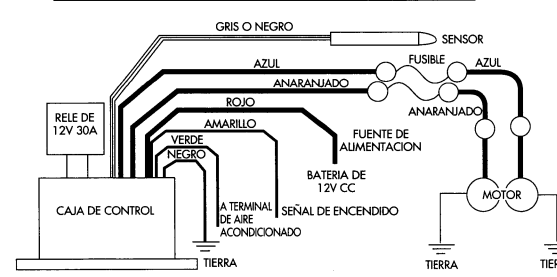 GRIS O NEGRO
SENSOR
AZUL
FUSIBLE
AZUL
ANARANJADO
ANARANJADO
RELE DE
12V 30A
ROJO
AMARILLO
FUENTE DE
ALIMENTACION
VERDE
NEGRO
BATERIA DE
12V CC
MOTOR
CAJA DE CONTROL
A TERMINAL
DE AIRE
ACONDICIONADO
SEÑAL DE ENCENDIDO
TIERRA
TIERRA
TIER